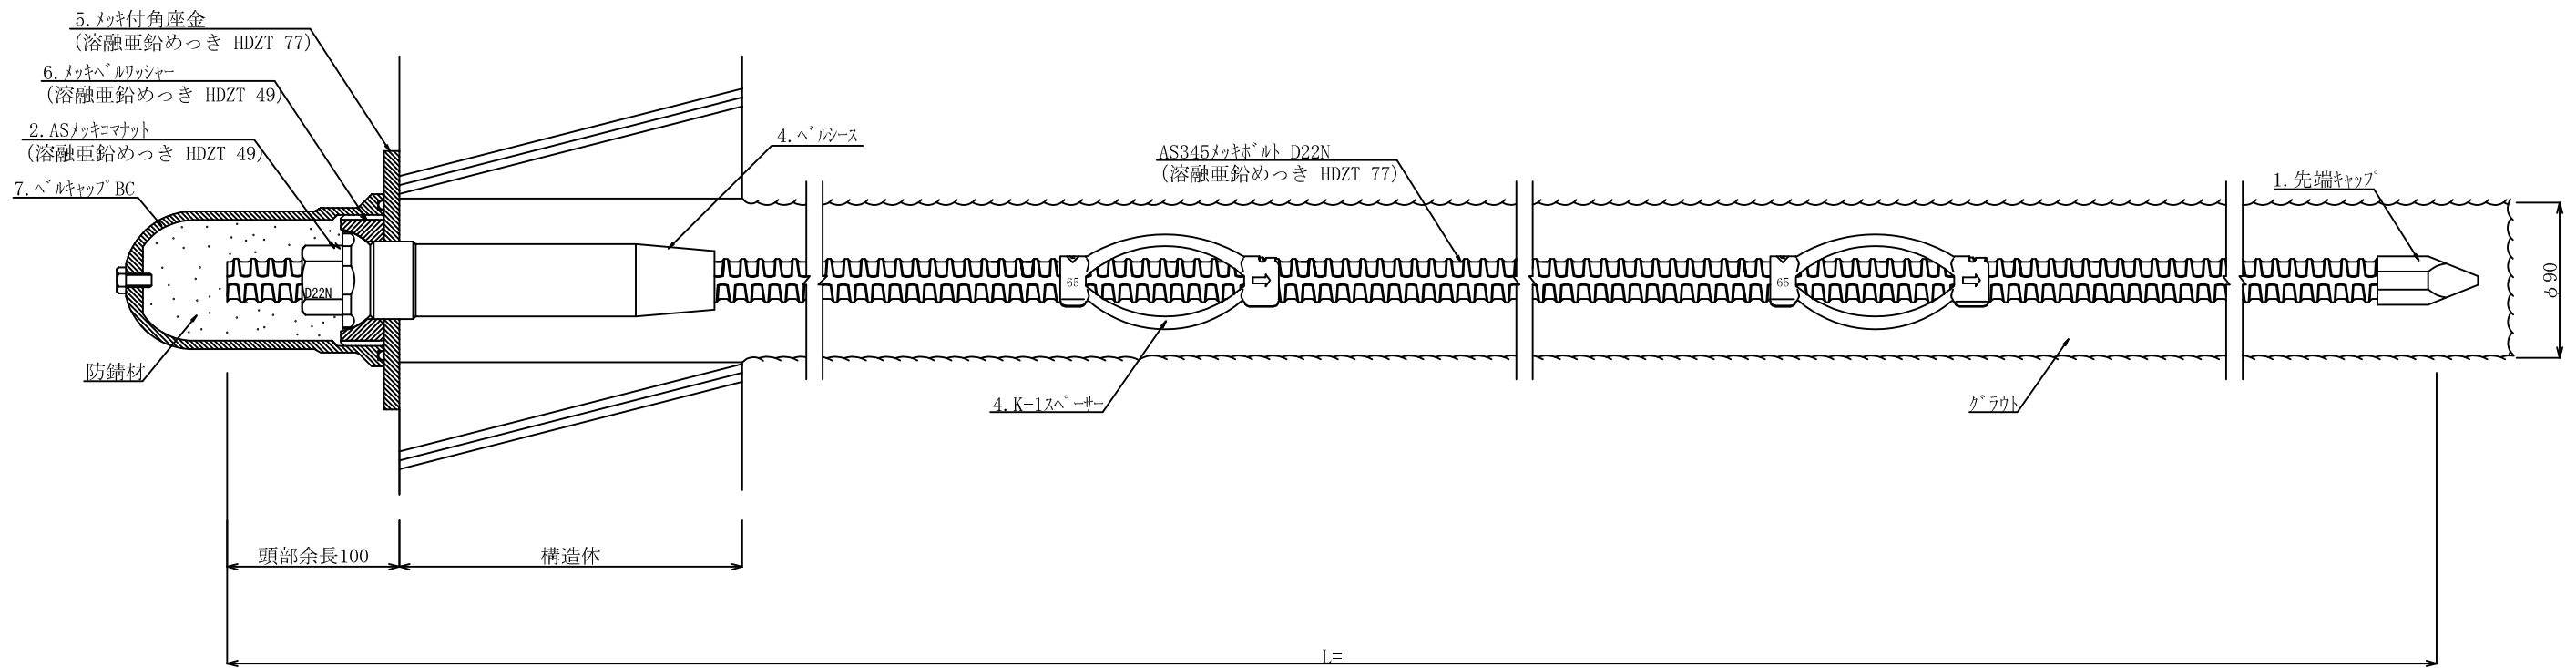 5.ﾒｯｷ付角座金
(溶融亜鉛めっき HDZT 77)
6.ﾒｯｷﾍﾞﾙﾜｯｼｬｰ
(溶融亜鉛めっき HDZT 49)
2.ASﾒｯｷｺﾏﾅｯﾄ
(溶融亜鉛めっき HDZT 49)
7.ﾍﾞﾙｷｬｯﾌﾟBC
4.ﾍﾞﾙｼｰｽ
AS345ﾒｯｷﾎﾞﾙﾄ D22N
(溶融亜鉛めっき HDZT 77)
1.先端ｷｬｯﾌﾟ
D22N
65
65
φ90
防錆材
4.K-1ｽﾍﾟｰｻｰ
ｸﾞﾗｳﾄ
頭部余長100
構造体
L=